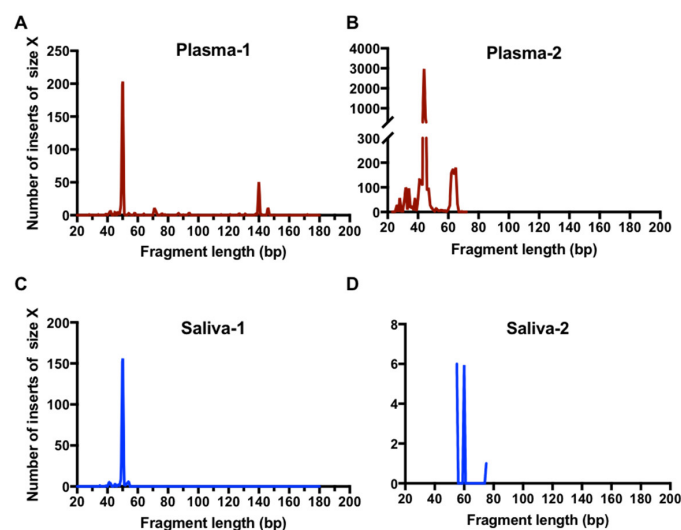 A
Plasma-1
Number of inserts of size X
250
200
150
100
50
0
20 40 60 80 100 120 140 160 180 200
Fragment length (bp)
B
Plasma-2
4000
3000
2000
1000
300
200
100
0
20 40 60 80 100 120 140 160 180 200
Fragment length (bp)
C
Saliva-1
Number of inserts of size X
200
150
100
50
0
20 40 60 80 100 120 140 160 180 200
Fragment length (bp)
D
Saliva-2
8
6
4
2
0
20 40 60 80 100 120 140 160 180 200
Fragment length (bp)